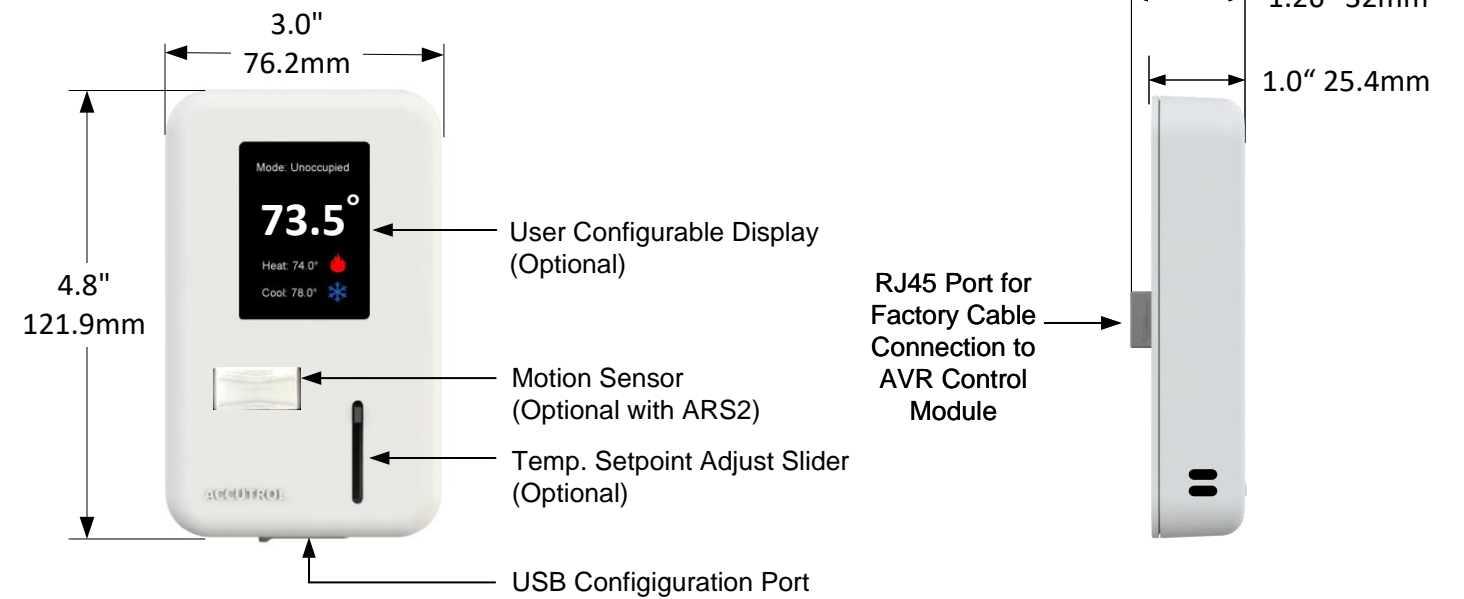 3.0"
76.2mm
1.26" 32mm
1.0“ 25.4mm
Mode: Unoccupied
73.5°
Heat: 74.0°
Cool: 78.0°
User Configurable Display
(Optional)
4.8"
121.9mm
RJ45 Port for
Factory Cable
Connection to
AVR Control
Module
Motion Sensor
(Optional with ARS2)
Temp. Setpoint Adjust Slider
(Optional)
ACCUTROL
USB Configiguration Port